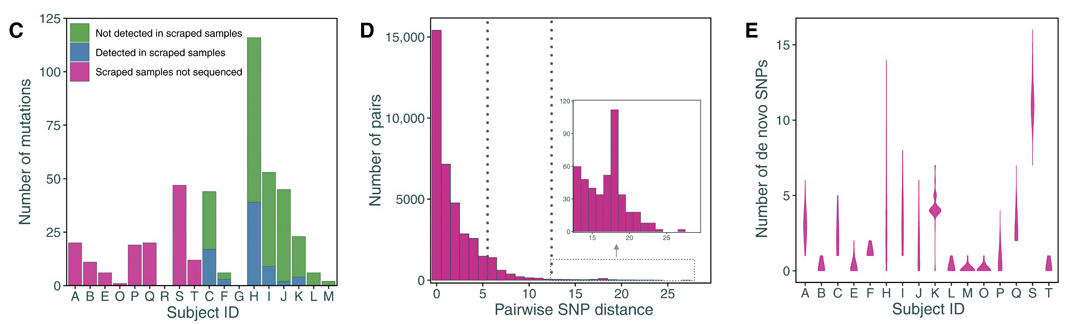 C
125
100
75
50
25
0
Number of mutations
Not detected in scraped samples
Detected in scraped samples
Scraped samples not sequenced
A B E O P Q R S T C F G H I J K L M
Subject ID
D
15,000
10,000
5000
0
Number of pairs
0 5 10 15 20 25
Pairwise SNP distance
120
90
60
30
0
15 20 25
E
15
10
5
0
Number of de novo SNPs
A B C E F H I J K L M O P Q S T
Subject ID